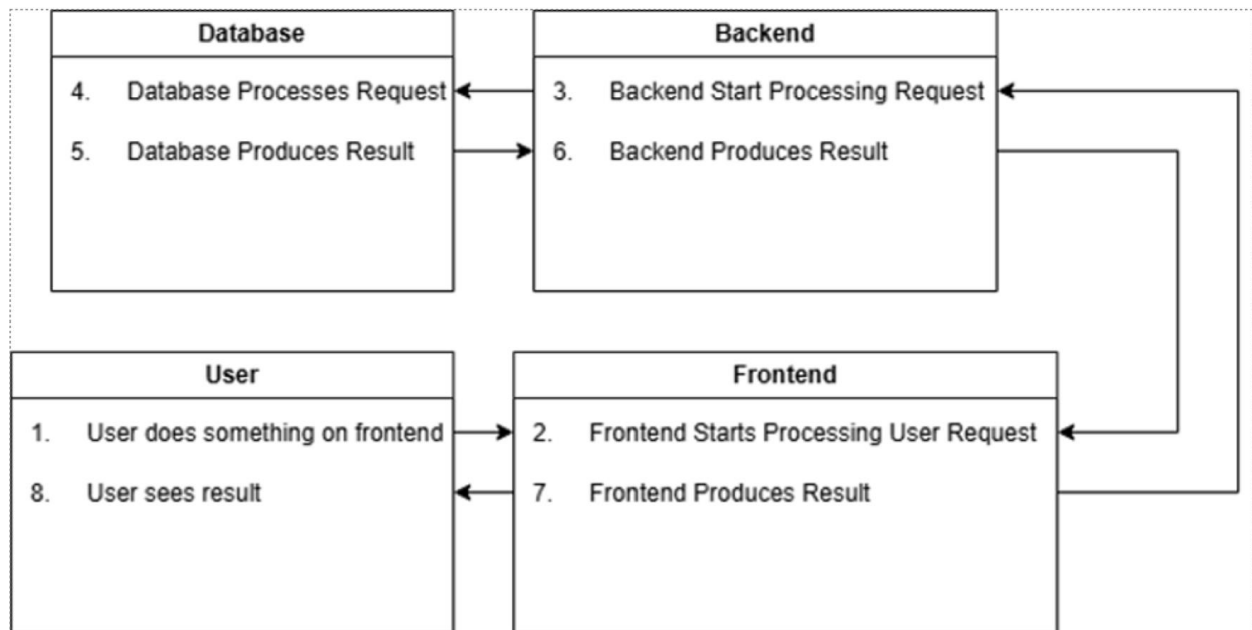 Database
4. Database Processes Request
5. Database Produces Result
Backend
3. Backend Start Processing Request
6. Backend Produces Result
User
1. User does something on frontend
8. User sees result
Frontend
2. Frontend Starts Processing User Request
7. Frontend Produces Result